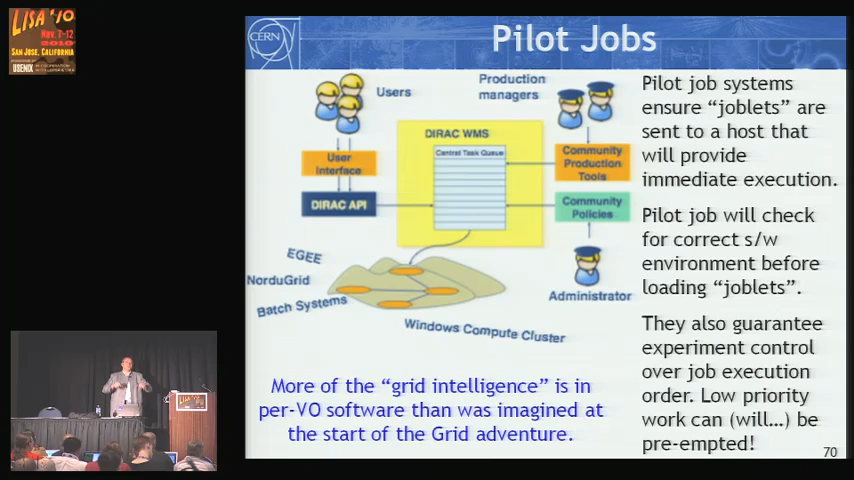 LISA '10
Nov. 7-12
2010
SAN JOSE, CALIFORNIA
USENIX
CERN
Pilot Jobs
Users
Production
managers
DIRAC WMS
Central Task Queue
User
Interface
Community
Production
Tools
DIRAC API
Community
Policies
EGEE
NorduGrid
Batch Systems
Administrator
Windows Compute Cluster
More of the “grid intelligence” is in
per-VO software than was imagined at
the start of the Grid adventure.
Pilot job systems
ensure “joblets” are
sent to a host that
will provide
immediate execution.
Pilot job will check
for correct s/w
environment before
loading “joblets”.
They also guarantee
experiment control
over job execution
order. Low priority
work can (will…) be
pre-empted!
70
LISA'10